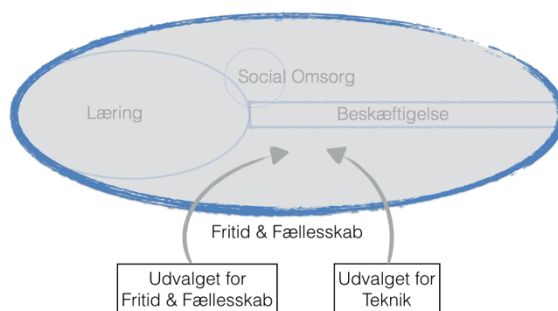 Social Omsorg
Læring
Beskæftigelse
Fritid & Fællesskab
Udvalget for
Fritid & Fællesskab
Udvalget for
Teknik